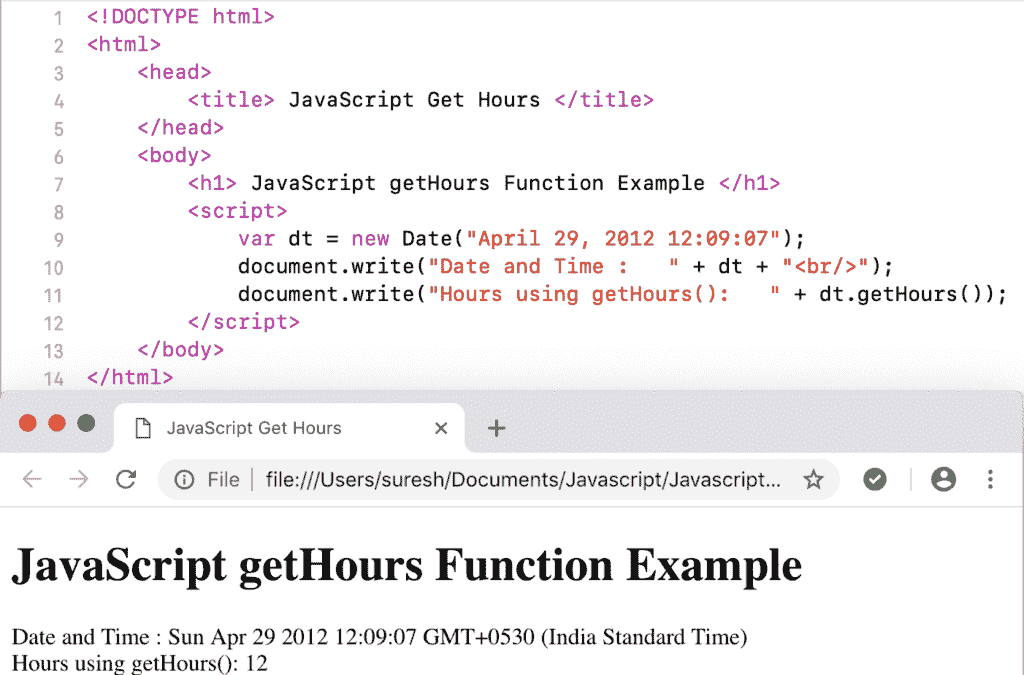 1 <!DOCTYPE html>
2 <html>
3     <head>
4         <title> JavaScript Get Hours </title>
5     </head>
6     <body>
7         <h1> JavaScript getHours Function Example </h1>
8         <script>
9             var dt = new Date("April 29, 2012 12:09:07");
10             document.write("Date and Time :   " + dt + "<br/>");
11             document.write("Hours using getHours():   " + dt.getHours());
12         </script>
13     </body>
14 </html>
JavaScript Get Hours
File file:///Users/suresh/Documents/Javascript/Javascript...
JavaScript getHours Function Example
Date and Time : Sun Apr 29 2012 12:09:07 GMT+0530 (India Standard Time)
Hours using getHours(): 12